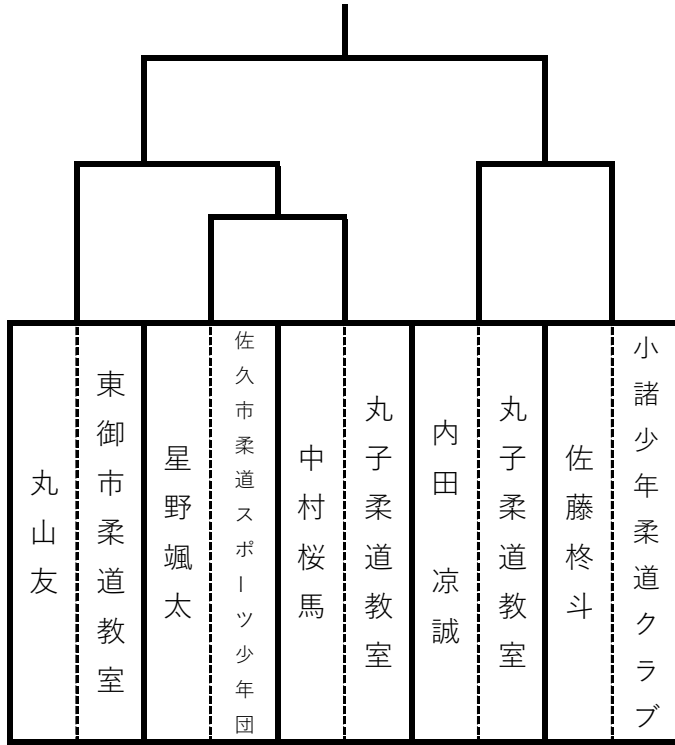 丸山友
東御市柔道教室
星野颯太
佐久市柔道スポーツ少年団
中村桜馬
丸子柔道教室
内田　凉誠
丸子柔道教室
佐藤柊斗
小諸少年柔道クラブ